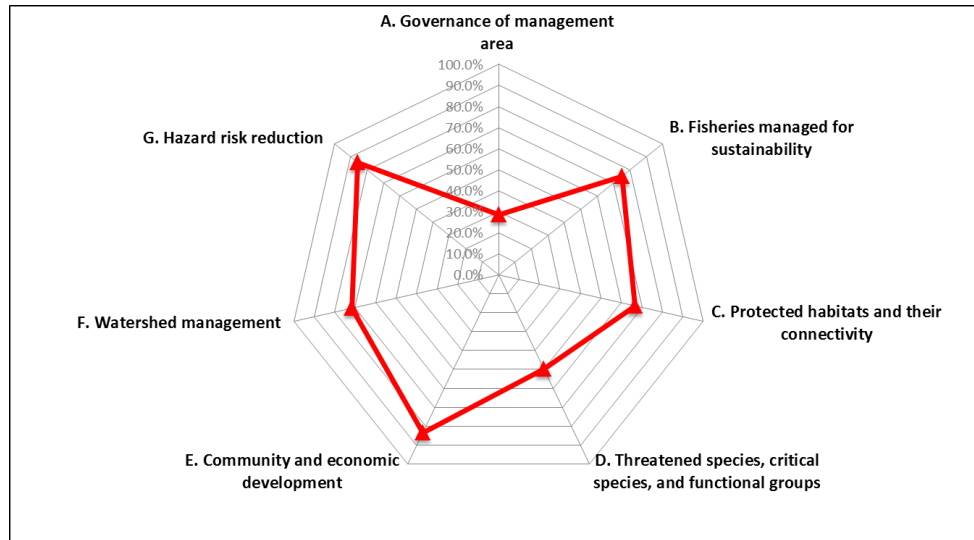 A. Governance of management
area
100.0%
90.0%
80.0%
70.0%
60.0%
50.0%
40.0%
30.0%
20.0%
10.0%
0.0%
B. Fisheries managed for
sustainability
C. Protected habitats and their
connectivity
D. Threatened species, critical
species, and functional groups
E. Community and economic
development
F. Watershed management
G. Hazard risk reduction